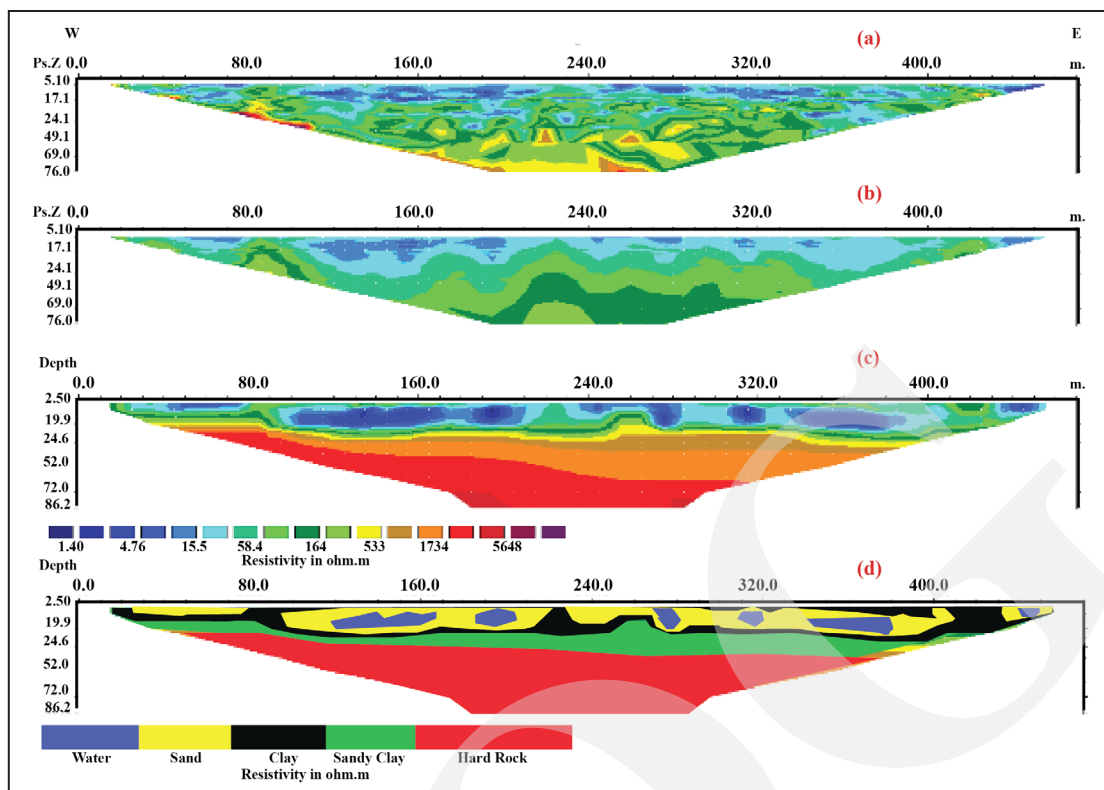 W (a) E
Ps.Z 0.0 80.0 160.0 240.0 320.0 400.0 m.
5.10
17.1
24.1
49.1
69.0
76.0
(b)
Ps.Z 0.0 80.0 160.0 240.0 320.0 400.0 m.
5.10
17.1
24.1
49.1
69.0
76.0
(c)
Depth
0.0 80.0 160.0 240.0 320.0 400.0 m.
2.50
19.9
24.6
52.0
72.0
86.2
1.40 4.76 15.5 58.4 164 533 1734 5648
Resistivity in ohm.m
(d)
Depth
0.0 80.0 160.0 240.0 320.0 400.0
2.50
19.9
24.6
52.0
72.0
86.2
Water Sand Clay Sandy Clay Hard Rock
Resistivity in ohm.m